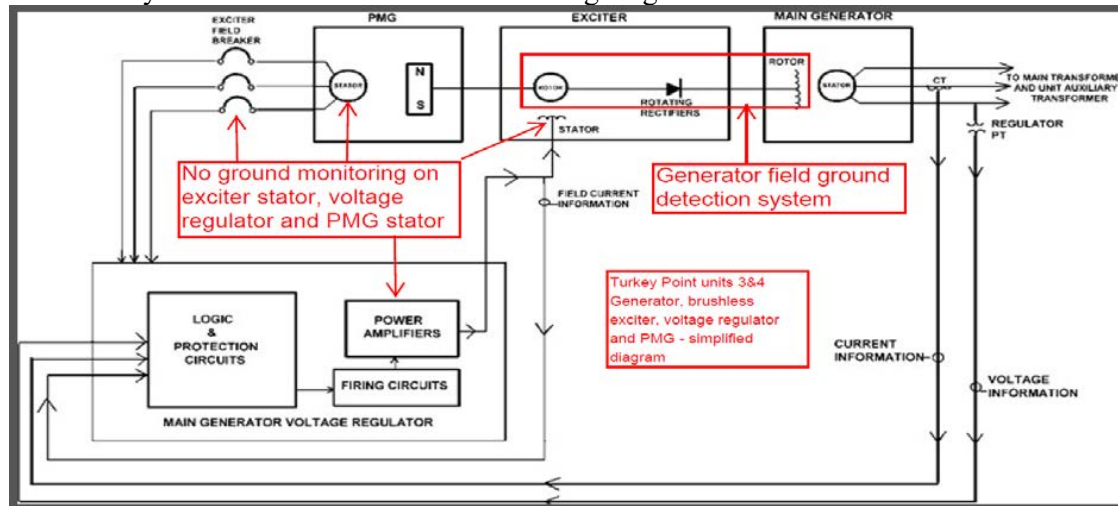 PMG
EXCITER
MAIN GENERATOR
EXCITER
FIELD
BREAKER
N
S
STATOR
ROTOR
ROTATING
RECTIFIERS
STATOR
ROTOR
STATOR
CT
TO MAIN TRANSFORME
AND UNIT AUXILIARY
TRANSFORMER
REGULATOR
PT
No ground monitoring on
exciter stator, voltage
regulator and PMG stator
Generator field ground
detection system
FIELD CURRENT
INFORMATION
Turkey Point units 3&4
Generator, brushless
exciter, voltage regulator
and PMG - simplified
diagram
LOGIC
&
PROTECTION
CIRCUITS
POWER
AMPLIFIERS
FIRING CIRCUITS
MAIN GENERATOR VOLTAGE REGULATOR
CURRENT
INFORMATION
VOLTAGE
INFORMATION